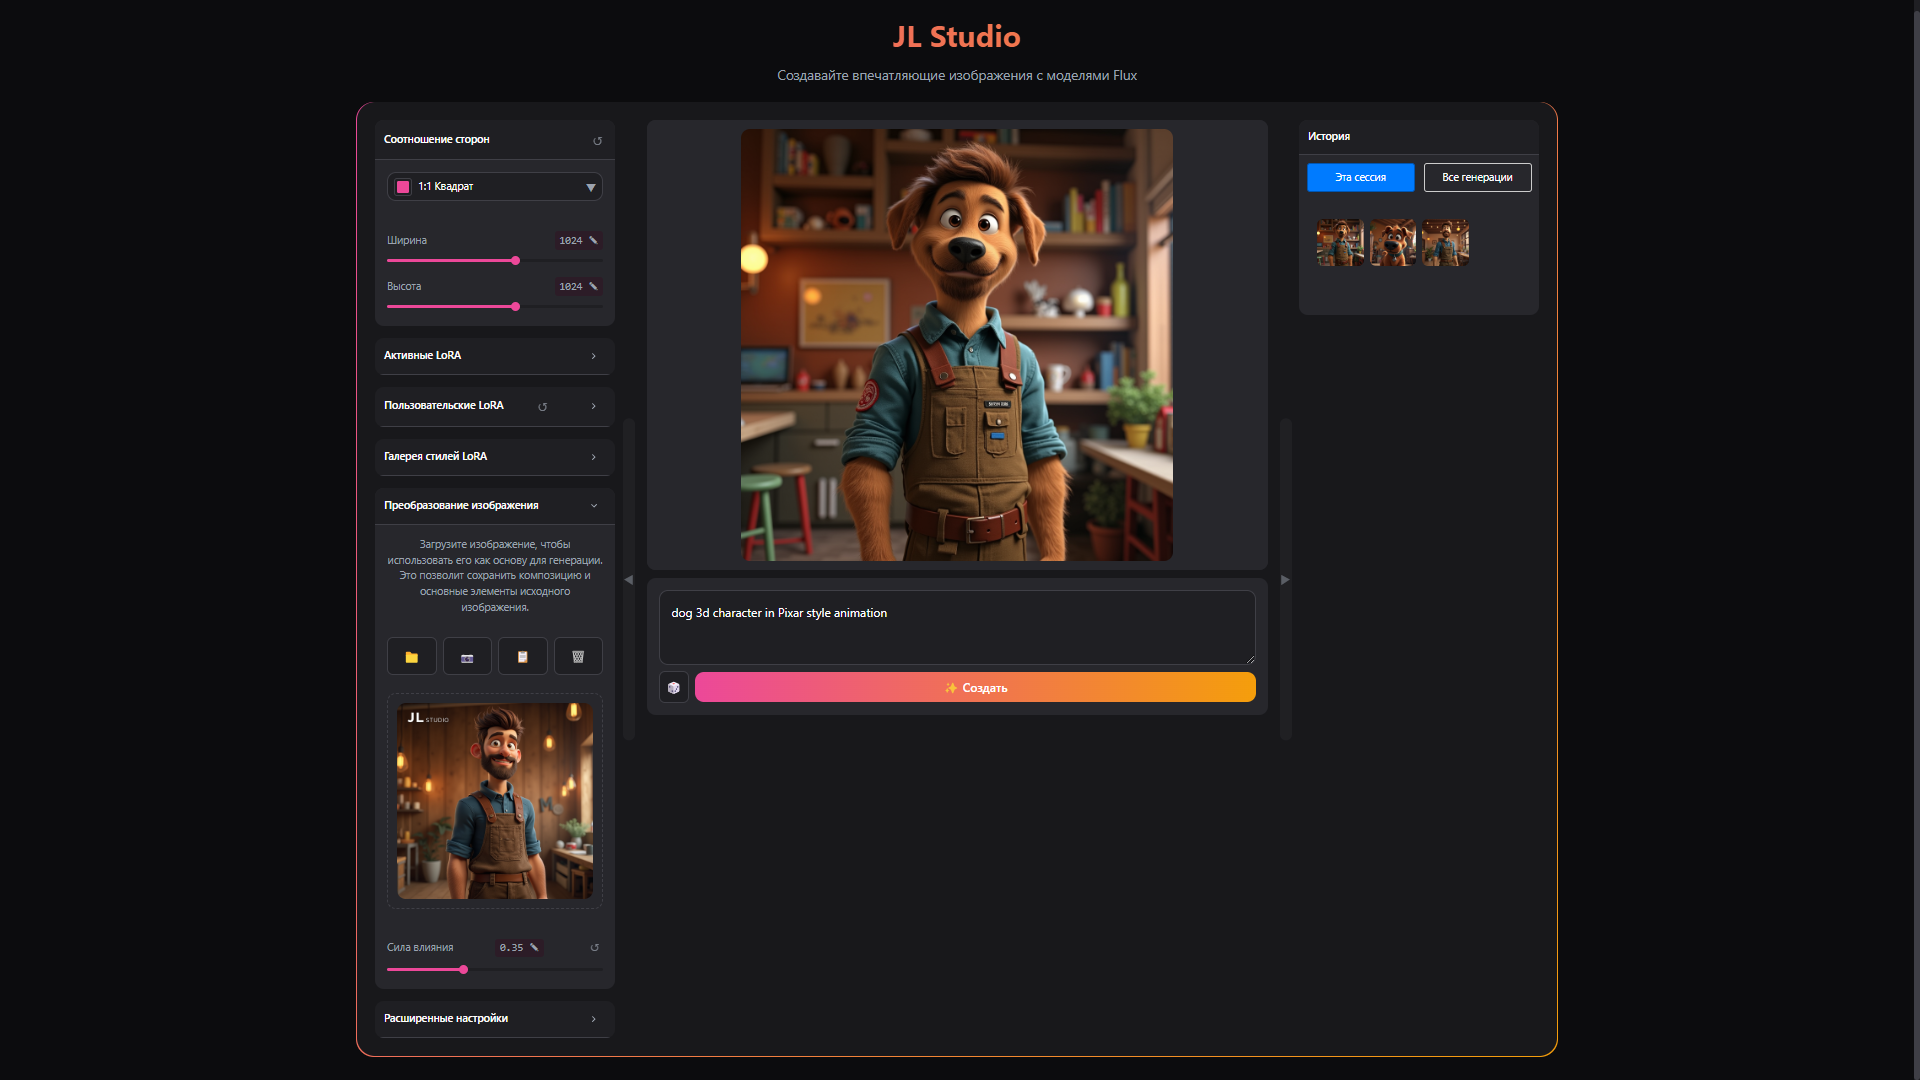 JL Studio
Создавайте впечатляющие изображения с моделями Flux
Соотношение сторон
1:1 Квадрат
Ширина
1024
Высота
1024
Активные LoRA
Пользовательские LoRA
Галерея стилей LoRA
Преобразование изображения
Загрузите изображение, чтобы
использовать его как основу для генерации.
Это позволит сохранить композицию и
основные элементы исходного
изображения.
JL STUDIO
Сила влияния
0.35
Расширенные настройки
dog 3d character in Pixar style animation
Создать
История
Эта сессия
Все генерации